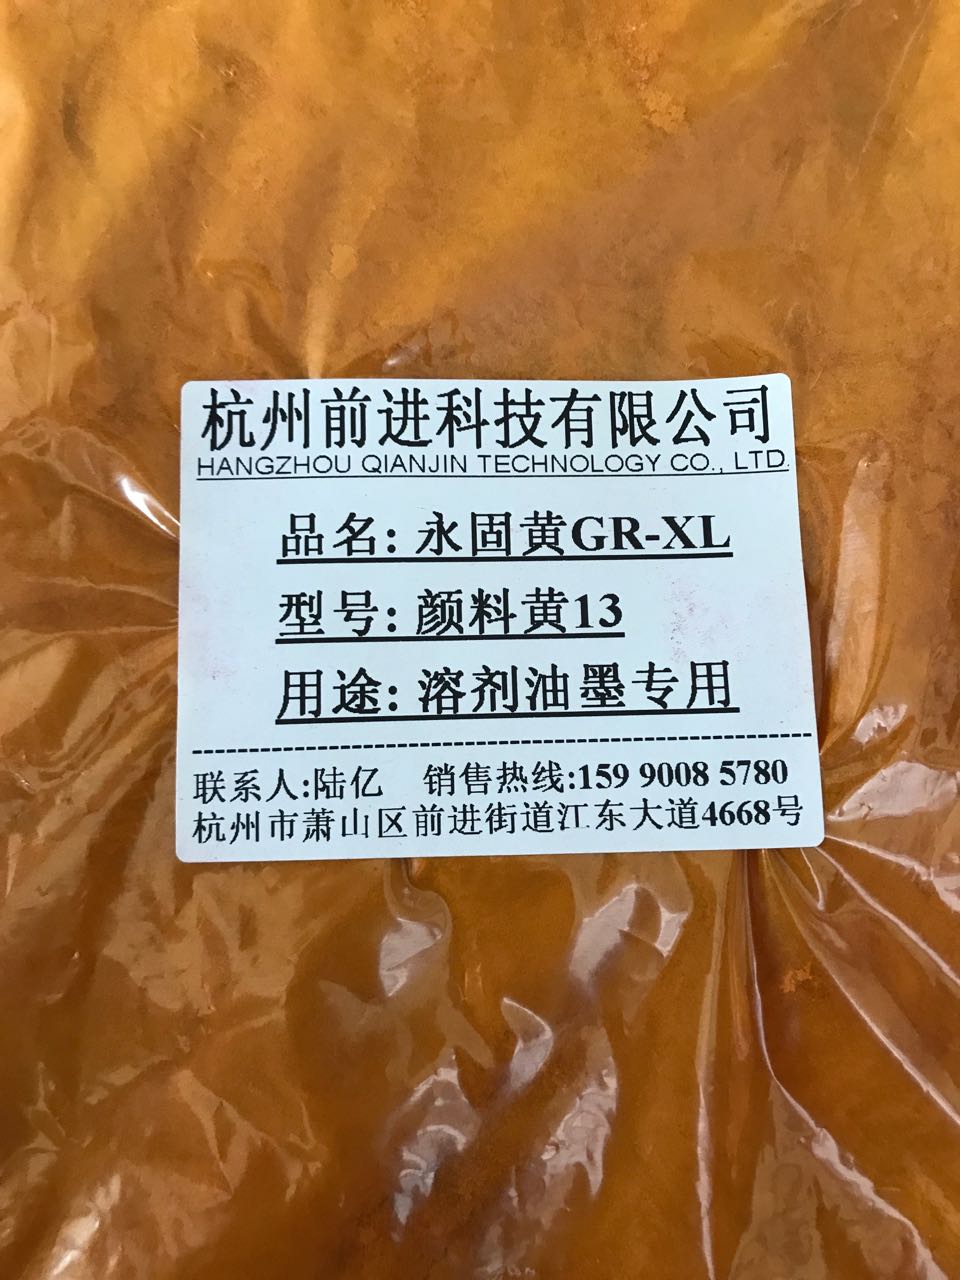 杭州前进科技有限公司
HANGZHOU QIANJIN TECHNOLOGY CO., LTD.
品名: 永固黄GR-XL
型号: 颜料黄13
用途: 溶剂油墨专用
联系人:陆亿 销售热线:159 9008 5780
杭州市萧山区前进街道江东大道4668号